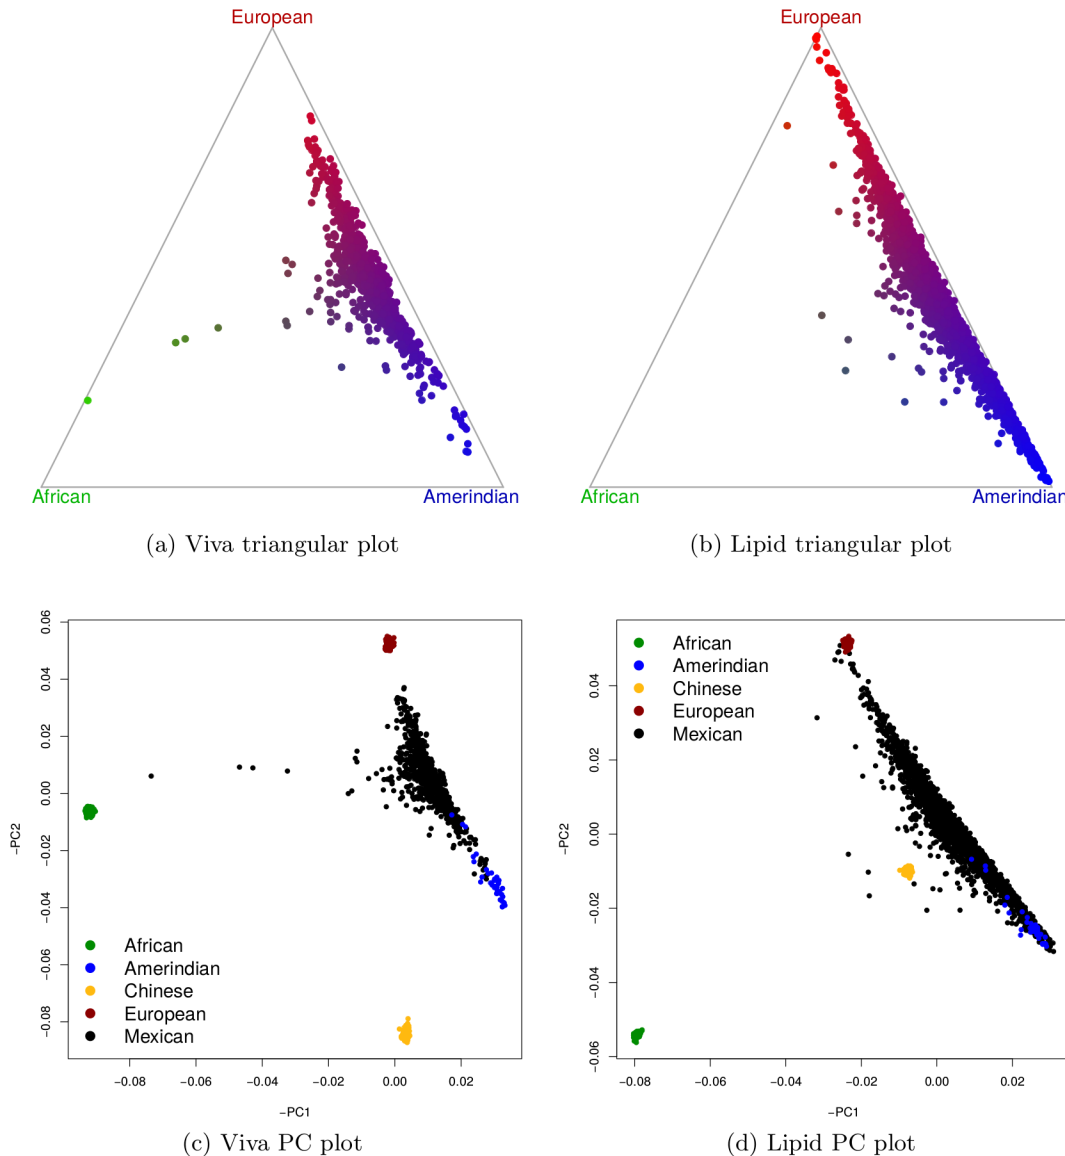 European
European
African
Amerindian
African
Amerindian
(a) Viva triangular plot
(b) Lipid triangular plot
0.06
0.04
0.02
0.00
−0.02
−0.04
−0.06
−0.08
−PC2
African
Amerindian
Chinese
European
Mexican
−0.08
−0.06
−0.04
−0.02
0.00
0.02
−PC1
(c) Viva PC plot
African
Amerindian
Chinese
European
Mexican
0.04
0.02
0.00
−0.02
−0.04
−0.06
−PC2
−0.08
−0.06
−0.04
−0.02
0.00
0.02
−PC1
(d) Lipid PC plot